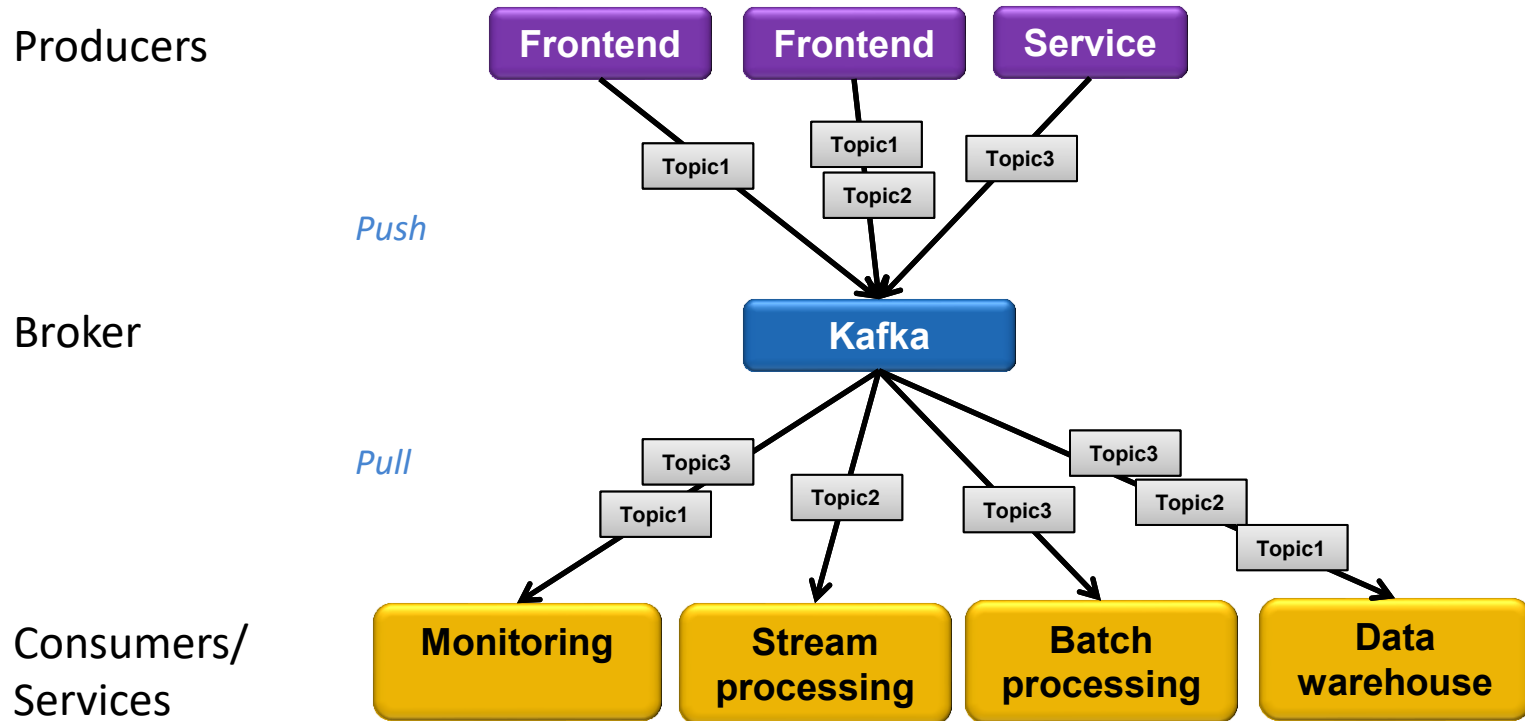 Producers
Frontend
Frontend
Service
Topic1
Topic1
Topic2
Topic3
Push
Broker
Kafka
Pull
Topic3
Topic1
Topic2
Topic3
Topic3
Topic2
Topic1
Consumers/
Services
Monitoring
Stream
processing
Batch
processing
Data
warehouse